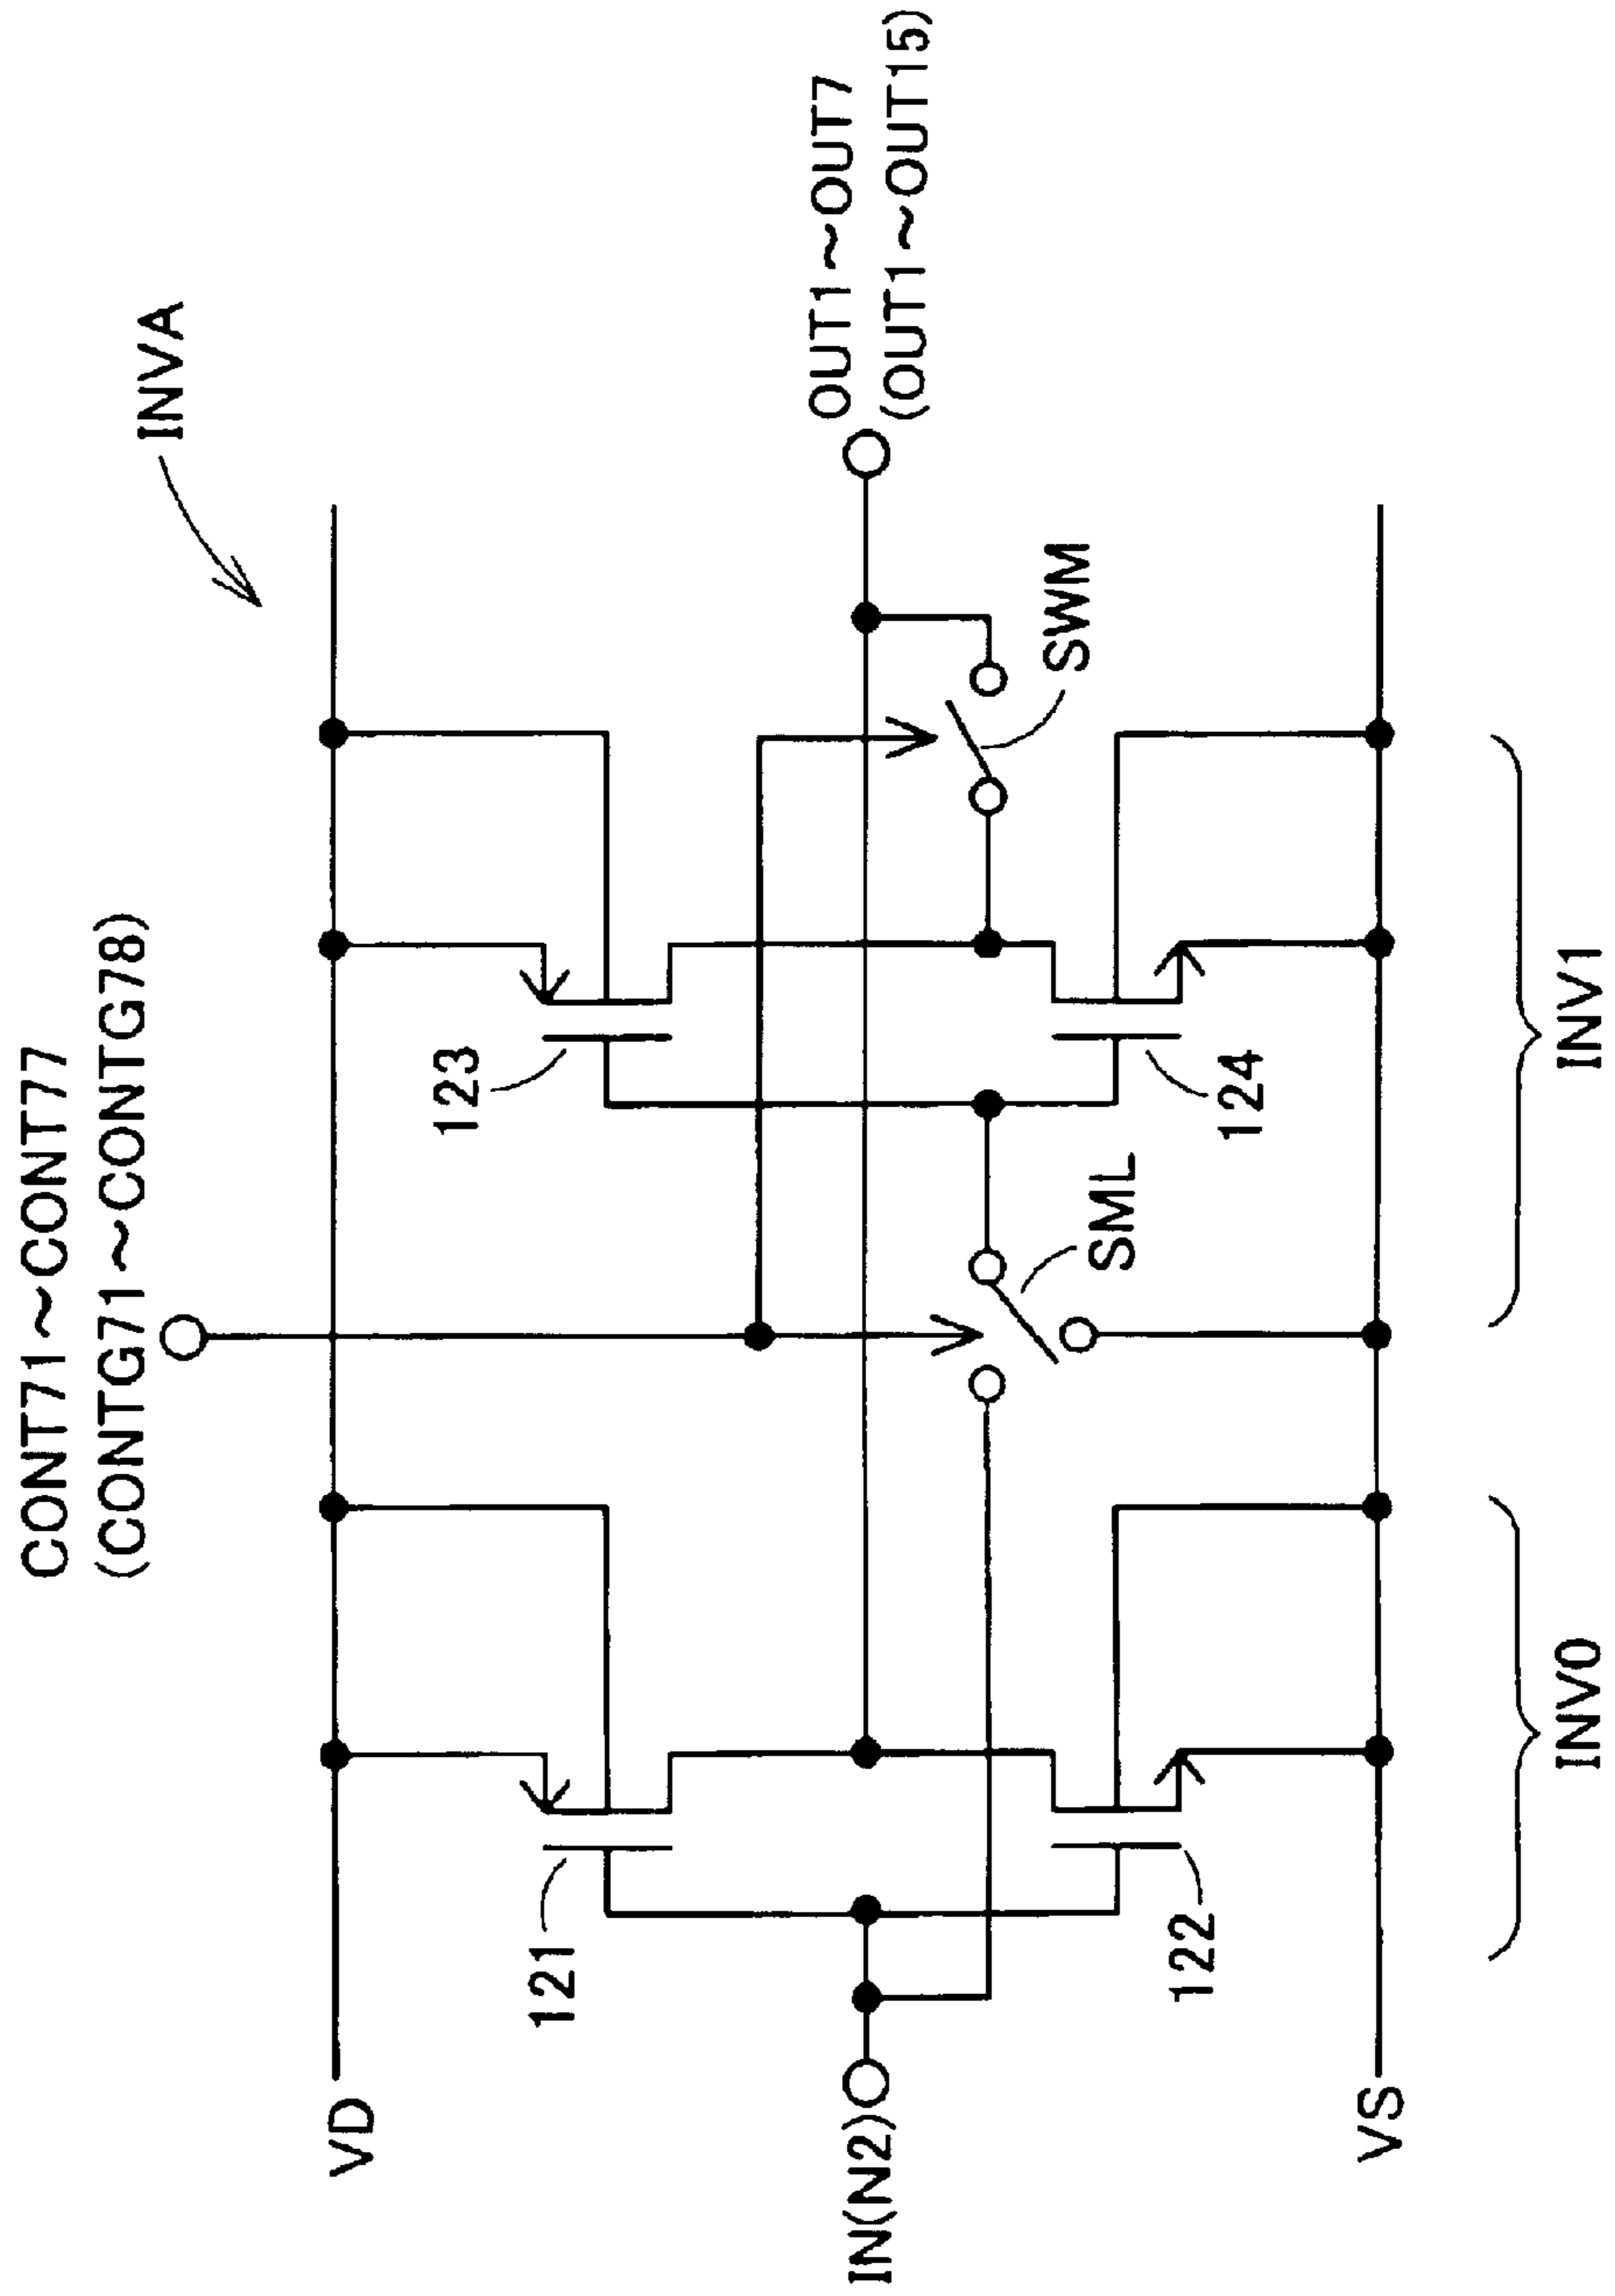 CONT71~CONT77
(CONTG71~CONTG78)
INVA
VD
121
123
OUT1~OUT7
(OUT1~OUT15)
IN(N2)
SWM
SML
122
124
VS
INV0
INV1